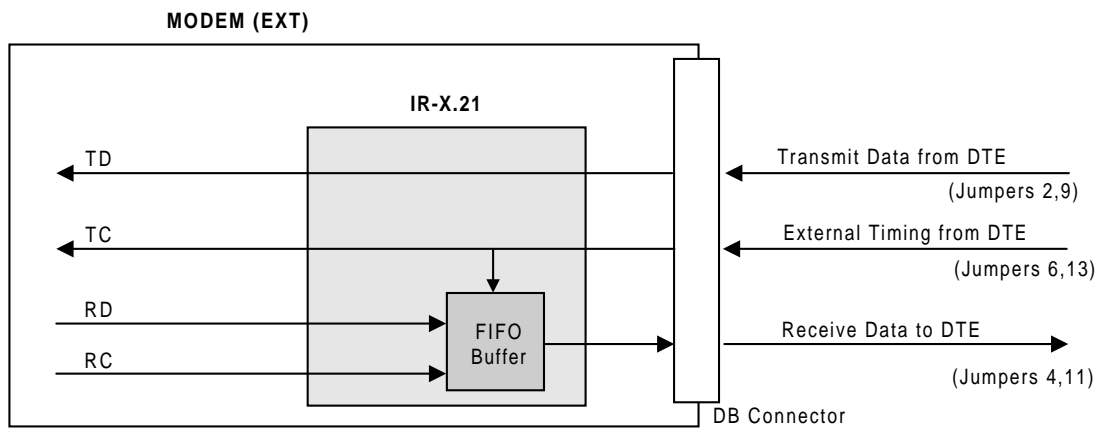 MODEM (EXT)
IR-X.21
TD
Transmit Data from DTE
(Jumpers 2,9)
TC
External Timing from DTE
(Jumpers 6,13)
RD
FIFO
Buffer
RC
Receive Data to DTE
(Jumpers 4,11)
DB Connector